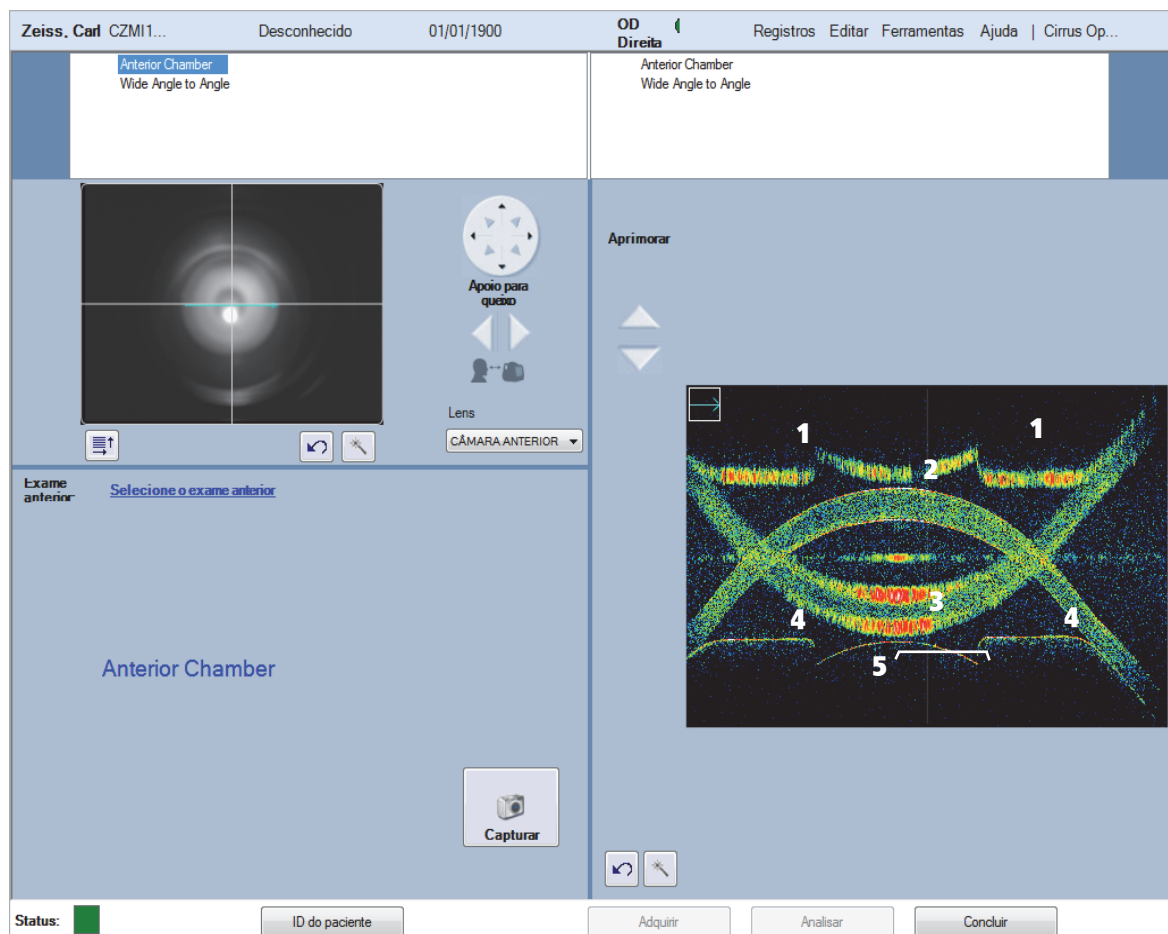 Zeiss, Carl CZMI1... Desconhecido 01/01/1900 OD Direita Registros Editar Ferramentas Ajuda | Cirrus Op...
Anterior Chamber
Wide Angle to Angle
Anterior Chamber
Wide Angle to Angle
Apoio para
queixo
Lens
CÂMARA ANTERIOR
Exame
anterior
Selecione o exame anterior
Anterior Chamber
Capturar
Aprimorar
1
1
2
3
4
4
5
Status:
ID do paciente
Adquirir
Analisar
Concluir